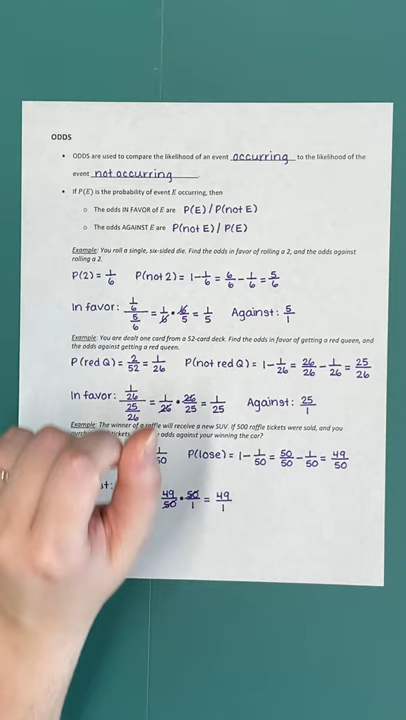 ODDS
• ODDS are used to compare the likelihood of an event occurring to the likelihood of the
event not occurring
• If P(E) is the probability of event E occurring, then
○ The odds IN FAVOR of E are P(E)/P(not E)
○ The odds AGAINST E are P(not E)/P(E)
Example: You roll a single, six-sided die. Find the odds in favor of rolling a 2, and the odds against
rolling a 2.
P(2) = 1/6 P(not 2) = 1 - 1/6 = 6/6 - 1/6 = 5/6
In favor: 1/6 / 5/6 = 1/6 • 6/5 = 1/5 Against: 5/1
Example: You are dealt one card from a 52-card deck. Find the odds in favor of getting a red queen, and
the odds against getting a red queen.
P(red Q) = 2/52 = 1/26 P(not red Q) = 1 - 1/26 = 26/26 - 1/26 = 25/26
In favor: 1/26 / 25/26 = 1/26 • 26/25 = 1/25 Against: 25/1
Example: The winner of a raffle will receive a new SUV. If 500 raffle tickets were sold, and you
tickets odds against your winning the car?
1/50 P(lose) = 1 - 1/50 = 50/50 - 1/50 = 49/50
49/50 • 50/1 = 49/1